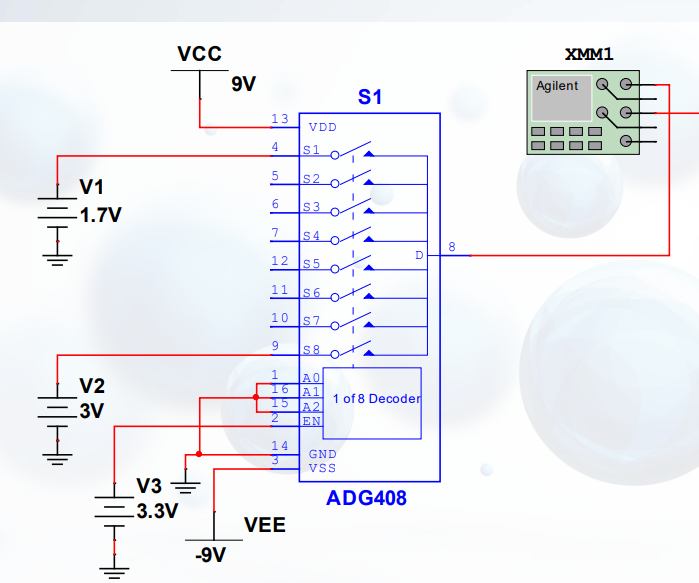 XMM1
VCC
9V
Agilent
S1
13 VDD
4 S1
5 S2
V1
1.7V
6 S3
7 S4
D 8
12 S5
11 S6
10 S7
9 S8
V2
3V
1 A0
16 A1
15 A2
1 of 8 Decoder
2 EN
14 GND
3 VSS
V3
3.3V
ADG408
VEE
-9V